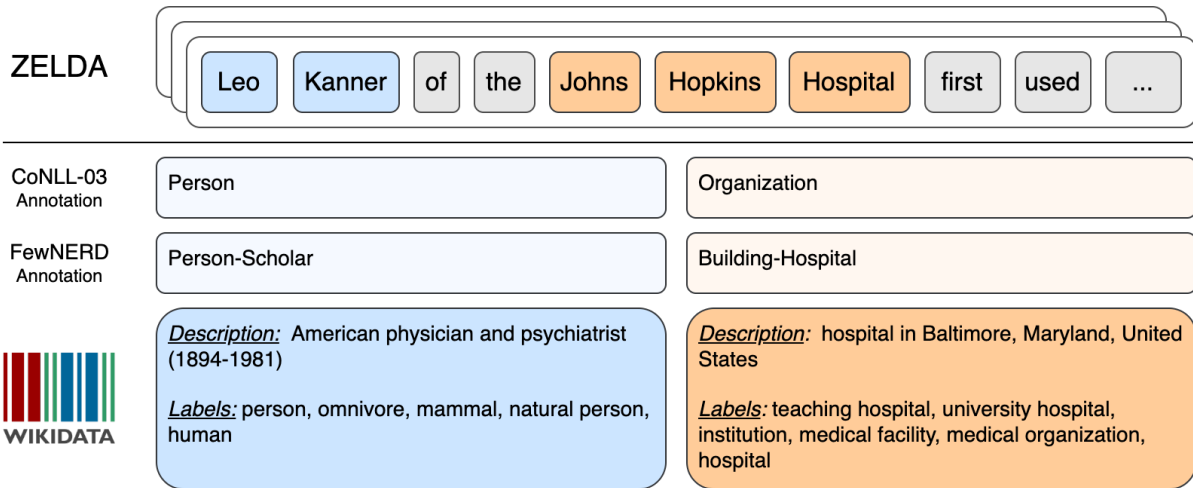 ZELDA
Leo Kanner of the Johns Hopkins Hospital first used ...
CoNLL-03
Annotation
Person
Organization
FewNERD
Annotation
Person-Scholar
Building-Hospital
WIKIDATA
Description: American physician and psychiatrist
(1894-1981)
Labels: person, omnivore, mammal, natural person,
human
Description: hospital in Baltimore, Maryland, United
States
Labels: teaching hospital, university hospital,
institution, medical facility, medical organization,
hospital